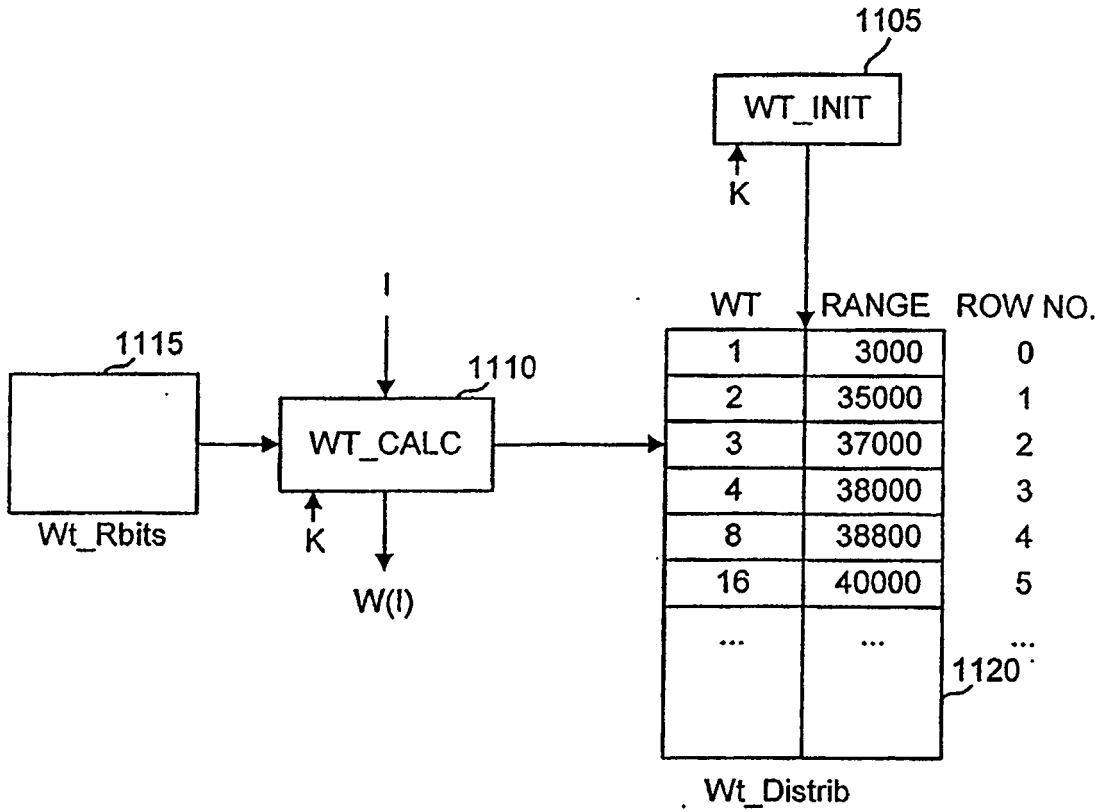 1105
WT_INIT
K
I
WT RANGE ROW NO.
1 3000 0
2 35000 1
3 37000 2
4 38000 3
8 38800 4
16 40000 5
... ... ...
1115
1110
WT_CALC
Wt_Rbits
K
W(I)
1120
Wt_Distrib